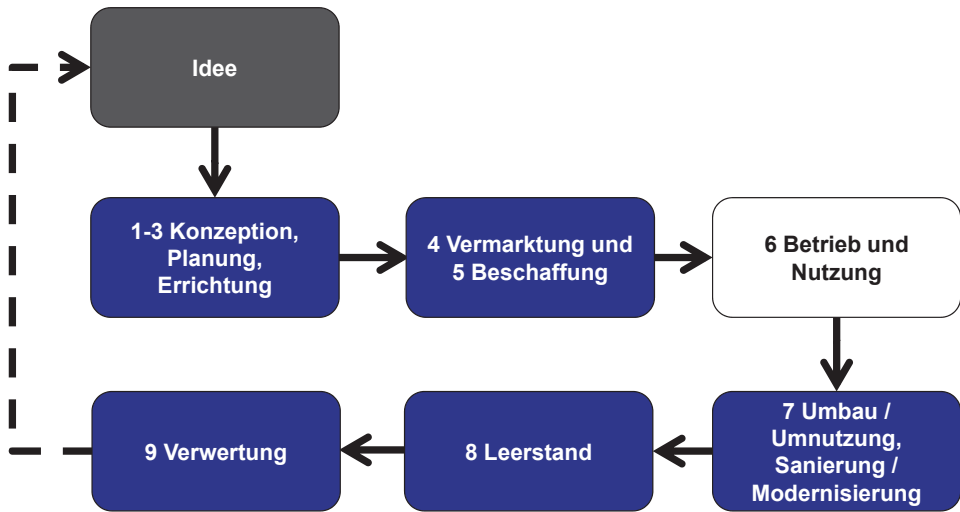 Idee
1-3 Konzeption,
Planung,
Errichtung
4 Vermarktung und
5 Beschaffung
6 Betrieb und
Nutzung
7 Umbau /
Umnutzung,
Sanierung /
Modernisierung
8 Leerstand
9 Verwertung